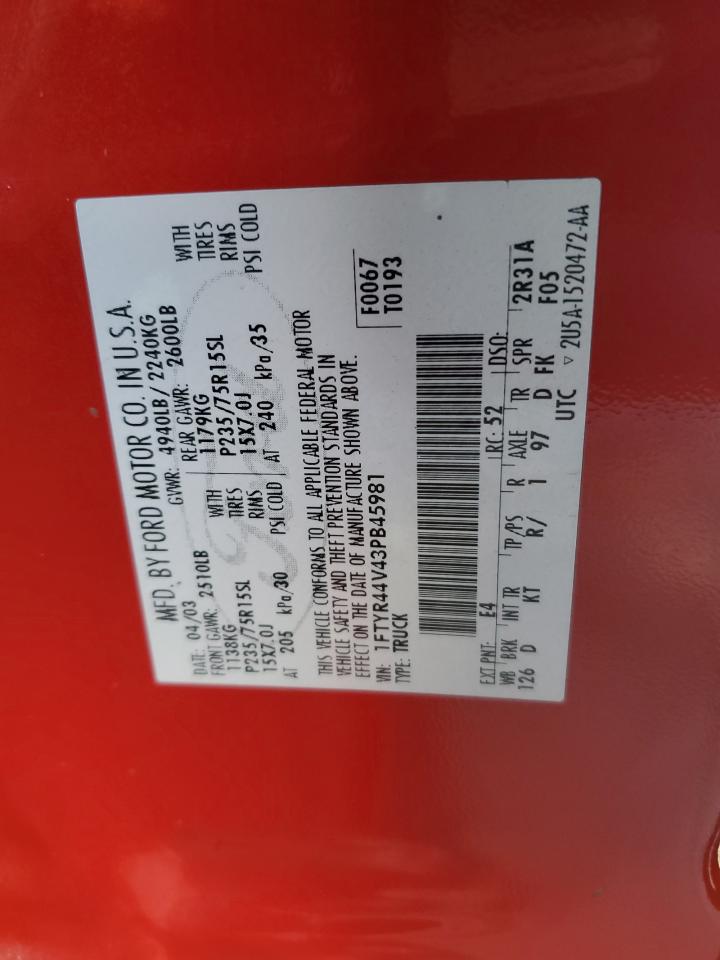 MFD. BY FORD MOTOR CO. IN U.S.A.
DATE: 04/03 GVWR: 4940LB / 2240KG
FRONT GAWR: 2510LB REAR GAWR: 2600LB
1138KG WITH 1179KG WITH
P235/75R15SL TIRES P235/75R15SL TIRES
15X7.0J RIMS 15X7.0J RIMS
AT 205 kPa/30 PSI COLD AT 240 kPa/35 PSI COLD
THIS VEHICLE CONFORMS TO ALL APPLICABLE FEDERAL MOTOR
VEHICLE SAFETY AND THEFT PREVENTION STANDARDS IN
EFFECT ON THE DATE OF MANUFACTURE SHOWN ABOVE.
VIN: 1FTYR44V43PB45981 F0067
TYPE: TRUCK T0193
EXT PNT: E4 RC: 52 DSO:
WB BRK INT TR TP/PS R AXLE TR SPR 2R31A
126 D KT R/ 1 97 D FK F05
UTC ▽ 2U5A-1520472-AA
Ford